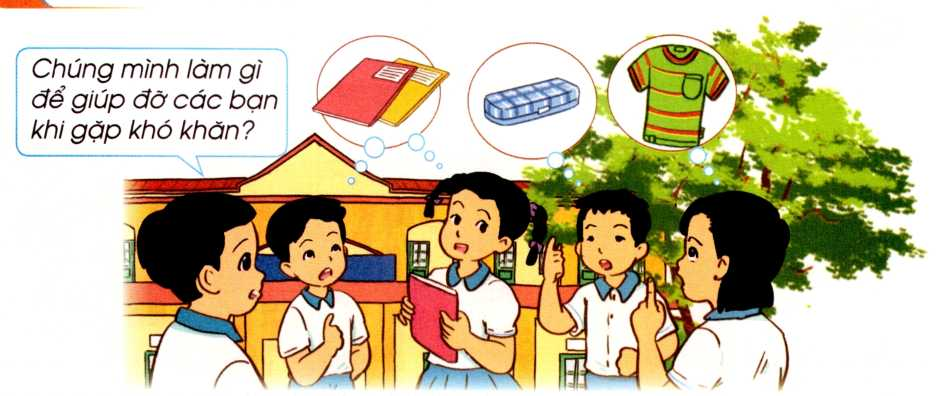 Chúng mình làm gì
để giúp đỡ các bạn
khi gặp khó khăn?